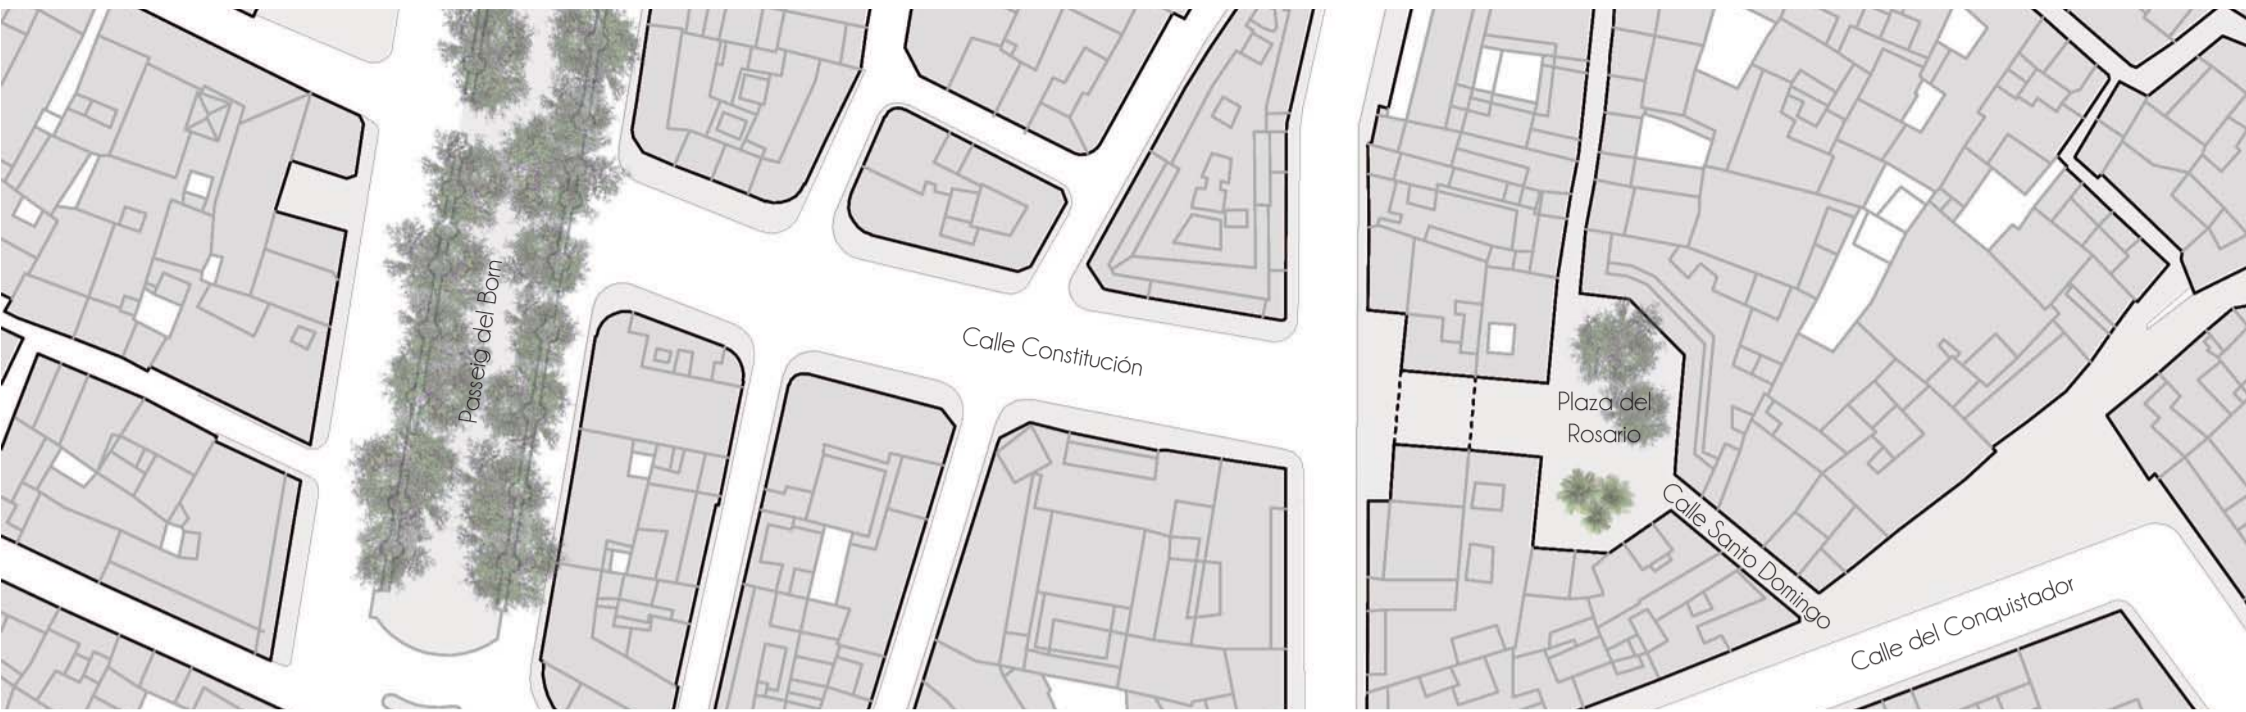 Passeig del Born
Calle Constitución
Plaza del
Rosario
Calle Santo Domingo
Calle del Conquistador